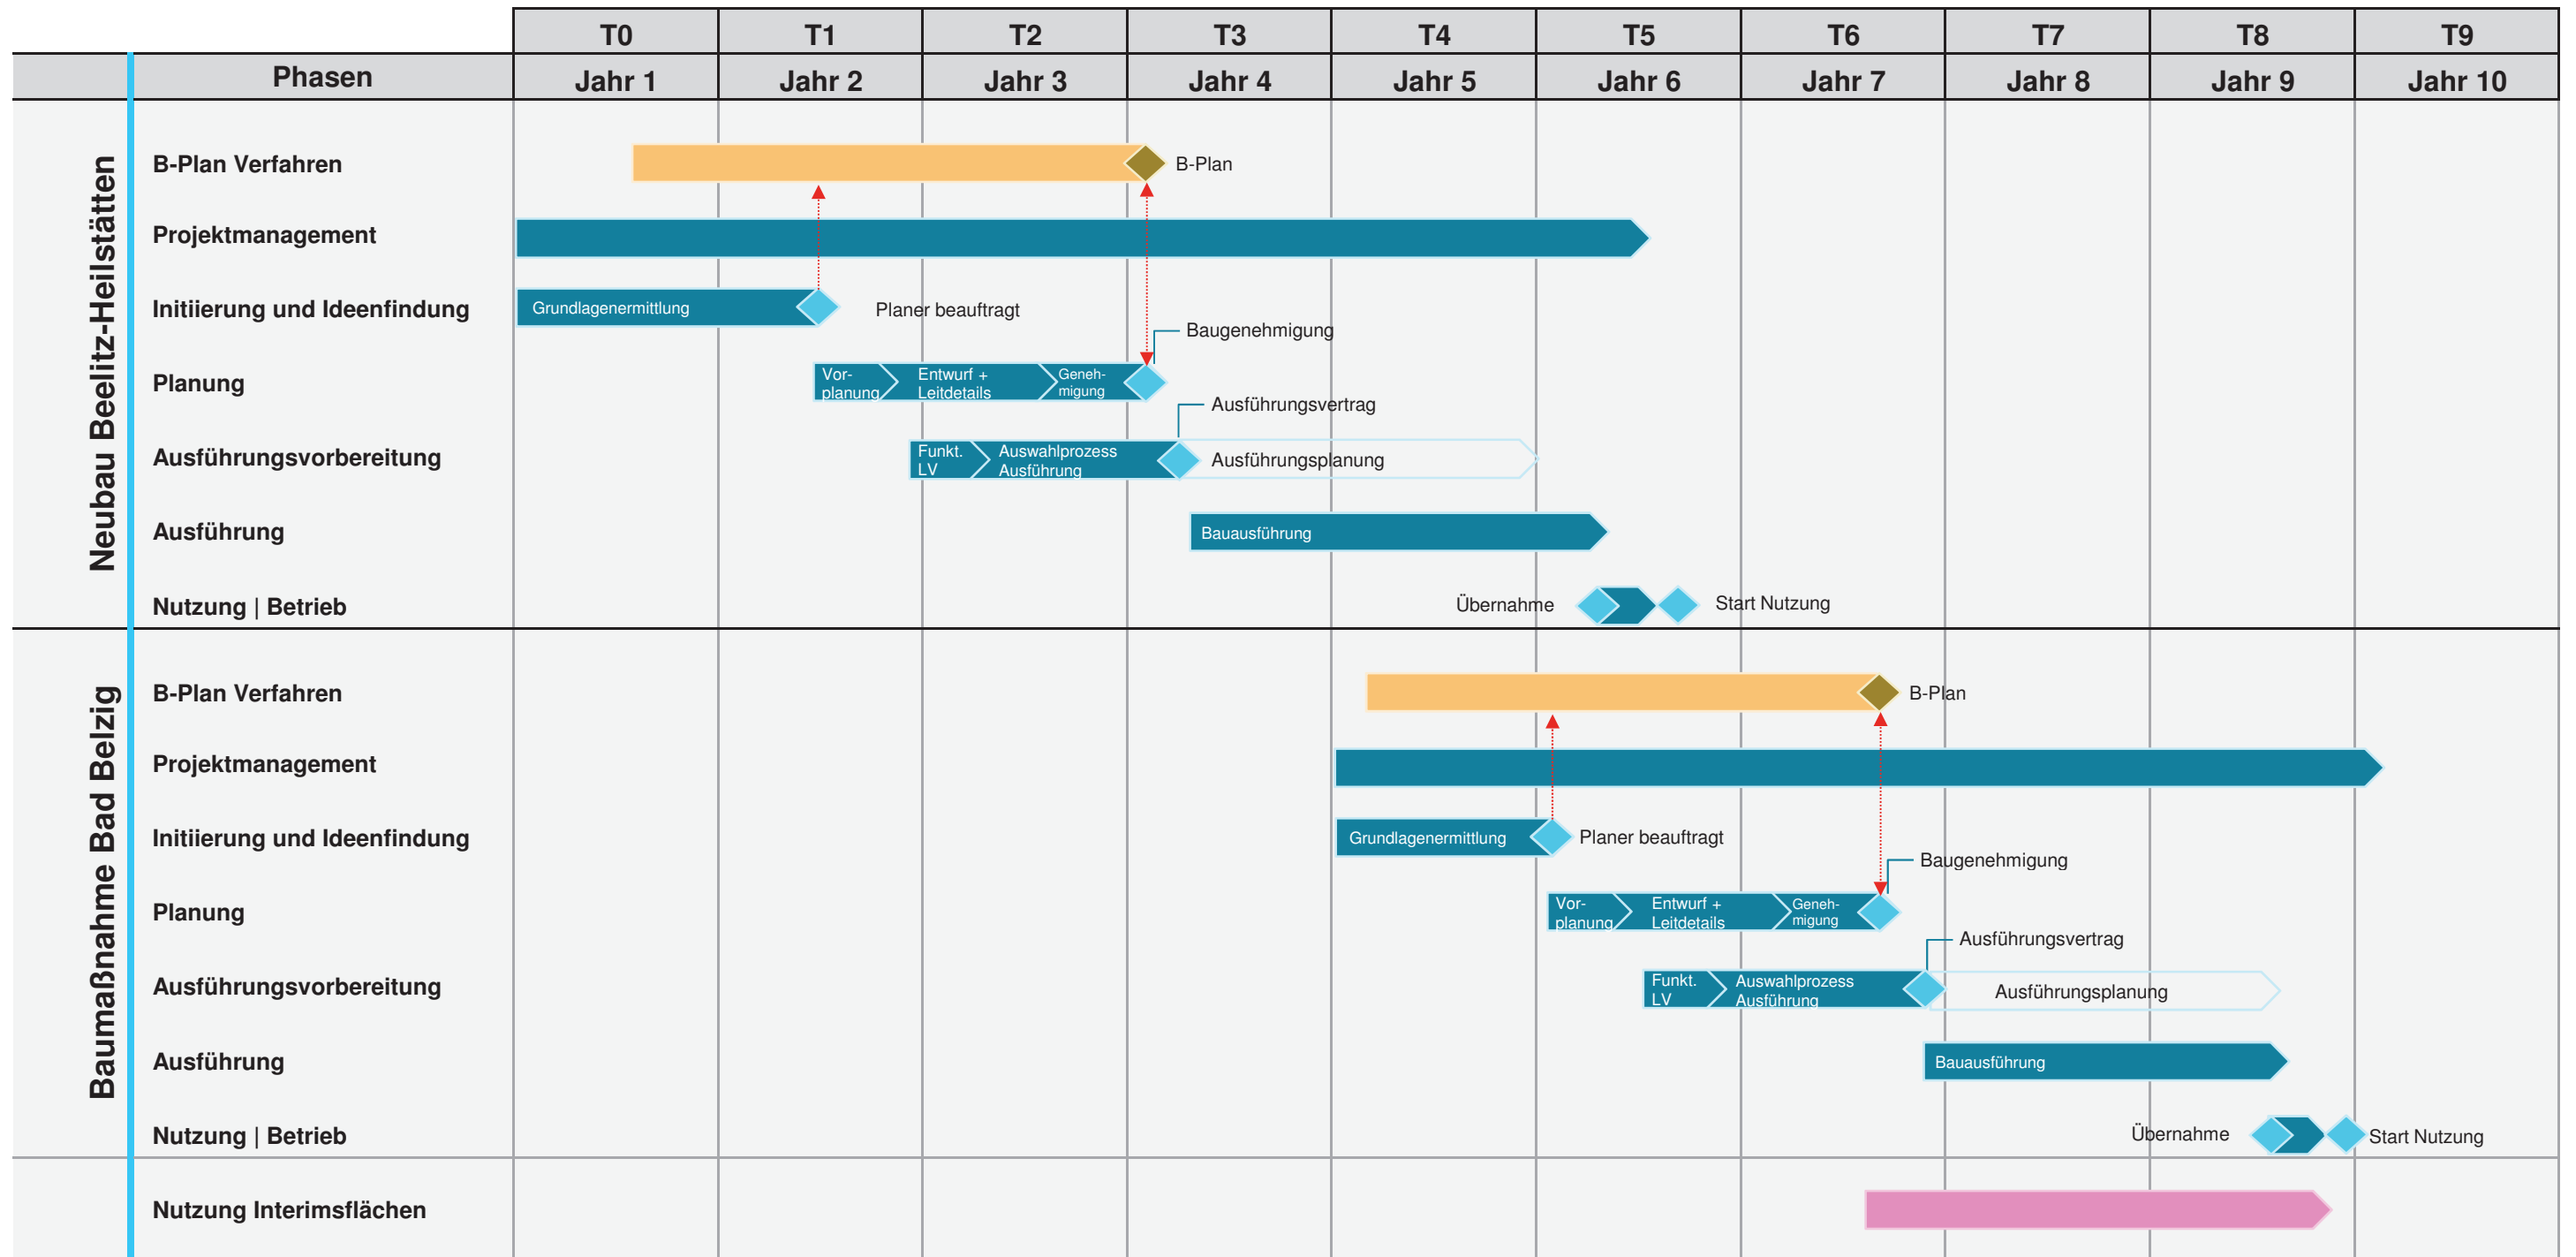 T0 T1 T2 T3 T4 T5 T6 T7 T8 T9
Phasen Jahr 1 Jahr 2 Jahr 3 Jahr 4 Jahr 5 Jahr 6 Jahr 7 Jahr 8 Jahr 9 Jahr 10
Neubau Beelitz-Heilstätten
B-Plan Verfahren B-Plan
Projektmanagement
Initiierung und Ideenfindung Grundlagenermittlung Planer beauftragt
Baugenehmigung
Planung
Vor-
planung
Entwurf +
Leitdetails
Geneh-
migung
Ausführungsvertrag
Ausführungsvorbereitung
Funkt.
LV
Auswahlprozess
Ausführung
Ausführungsplanung
Ausführung Bauausführung
Nutzung | Betrieb Übernahme Start Nutzung
Baumaßnahme Bad Belzig
B-Plan Verfahren B-Plan
Projektmanagement
Initiierung und Ideenfindung Grundlagenermittlung Planer beauftragt
Baugenehmigung
Planung
Vor-
planung
Entwurf +
Leitdetails
Geneh-
migung
Ausführungsvertrag
Ausführungsvorbereitung
Funkt.
LV
Auswahlprozess
Ausführung
Ausführungsplanung
Ausführung Bauausführung
Nutzung | Betrieb Übernahme Start Nutzung
Nutzung Interimsflächen